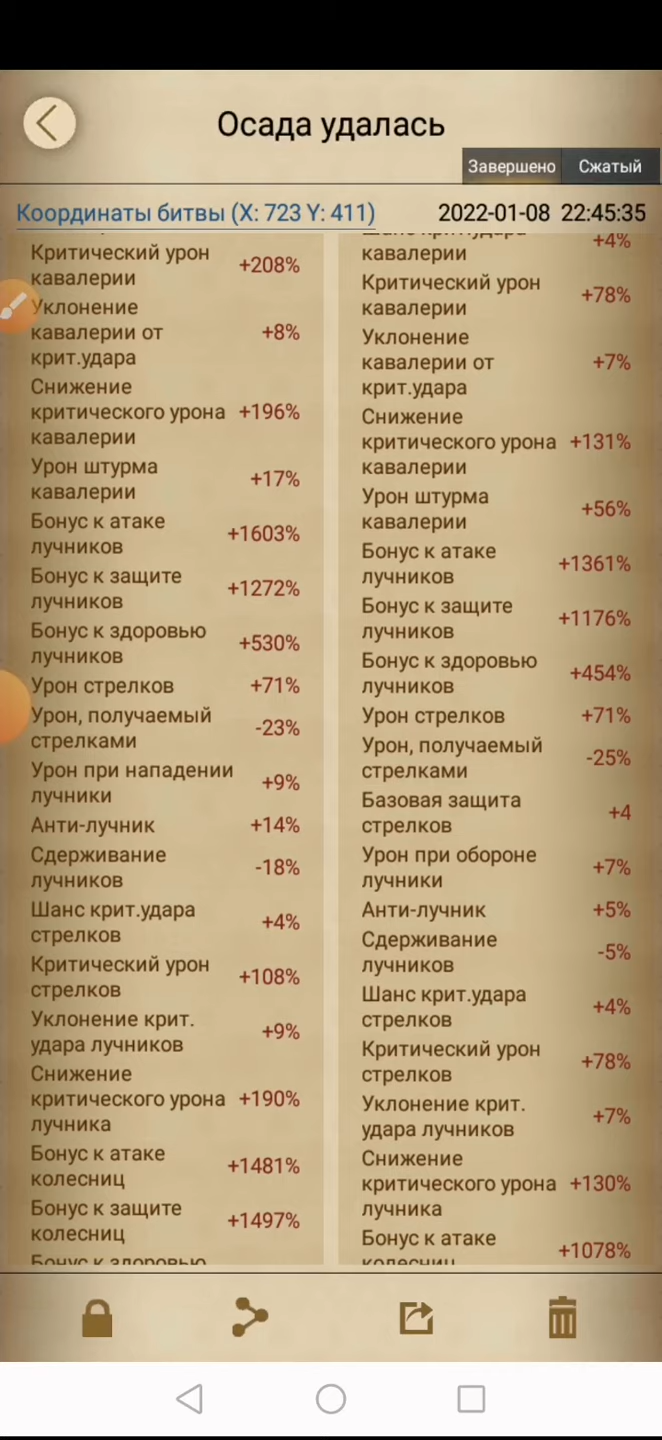 Осада удалась
Завершено
Сжатый
Координаты битвы (X: 723 Y: 411)
2022-01-08 22:45:35
Критический урон
кавалерии
+208%
Уклонение
кавалерии от
крит.удара
+8%
Снижение
критического урона
кавалерии
+196%
Урон штурма
кавалерии
+17%
Бонус к атаке
лучников
+1603%
Бонус к защите
лучников
+1272%
Бонус к здоровью
лучников
+530%
Урон стрелков
+71%
Урон, получаемый
стрелками
-23%
Урон при нападении
лучники
+9%
Анти-лучник
+14%
Сдерживание
лучников
-18%
Шанс крит.удара
стрелков
+4%
Критический урон
стрелков
+108%
Уклонение крит.
удара лучников
+9%
Снижение
критического урона
лучника
+190%
Бонус к атаке
колесниц
+1481%
Бонус к защите
колесниц
+1497%
Бонус к здоровью
Шанс крит.удара
кавалерии
+4%
Критический урон
кавалерии
+78%
Уклонение
кавалерии от
крит.удара
+7%
Снижение
критического урона
кавалерии
+131%
Урон штурма
кавалерии
+56%
Бонус к атаке
лучников
+1361%
Бонус к защите
лучников
+1176%
Бонус к здоровью
лучников
+454%
Урон стрелков
+71%
Урон, получаемый
стрелками
-25%
Базовая защита
стрелков
+4
Урон при обороне
лучники
+7%
Анти-лучник
+5%
Сдерживание
лучников
-5%
Шанс крит.удара
стрелков
+4%
Критический урон
стрелков
+78%
Уклонение крит.
удара лучников
+7%
Снижение
критического урона
лучника
+130%
Бонус к атаке
колесниц
+1078%